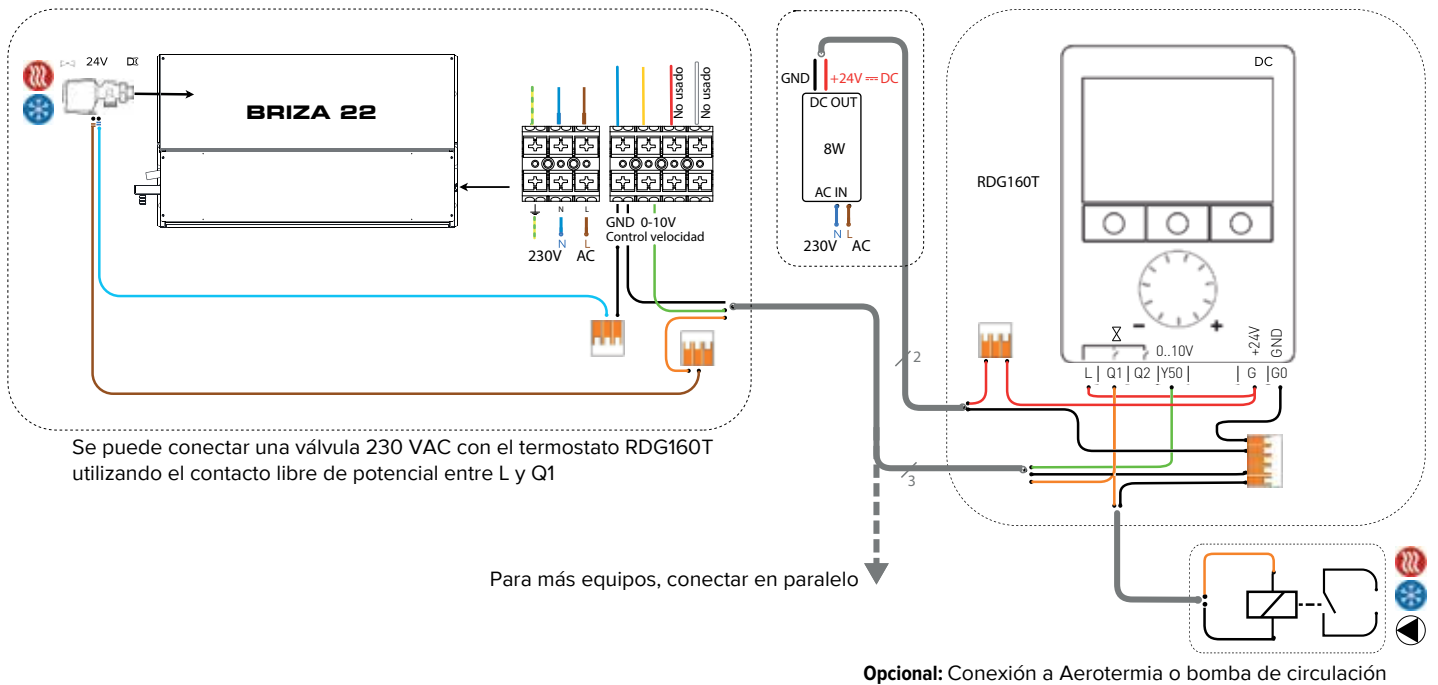 24V
BRIZA 22
No usado
No usado
N
L
N
L
230V AC
GND 0-10V
Control velocidad
GND
+24V DC
DC OUT
8W
AC IN
N L
230V AC
2
3
RDG160T
DC
- +
0..10V
+24V
GND
L | Q1 | Q2 |Y50 | | G |G0
Se puede conectar una válvula 230 VAC con el termostato RDG160T
utilizando el contacto libre de potencial entre L y Q1
Para más equipos, conectar en paralelo
Opcional: Conexión a Aerotermia o bomba de circulación